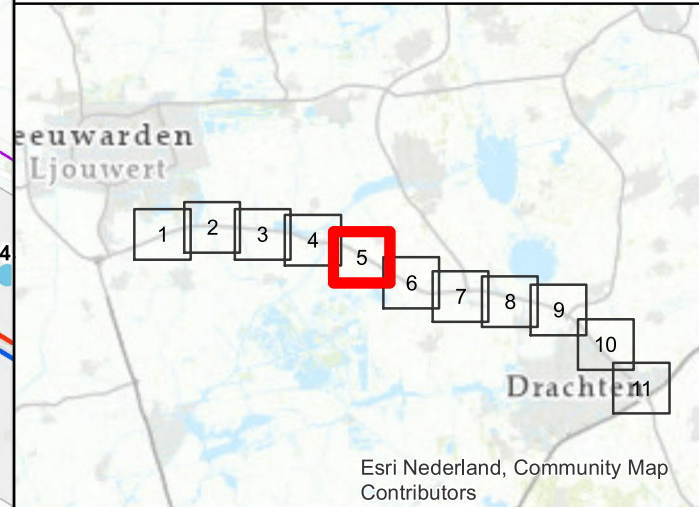 eeuwarden
Ljouwert
4
1
2
3
4
5
6
7
8
9
10
Drachten
11
Esri Nederland, Community Map
Contributors